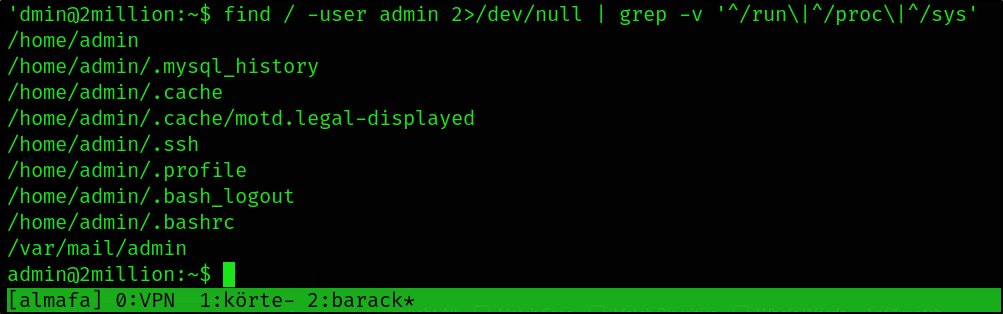 'dmin@2million:~$ find / -user admin 2>/dev/null | grep -v '^/run\|^/proc\|^/sys'
/home/admin
/home/admin/.mysql_history
/home/admin/.cache
/home/admin/.cache/motd.legal-displayed
/home/admin/.ssh
/home/admin/.profile
/home/admin/.bash_logout
/home/admin/.bashrc
/var/mail/admin
admin@2million:~$
[almafa] 0:VPN  1:körte- 2:barack*